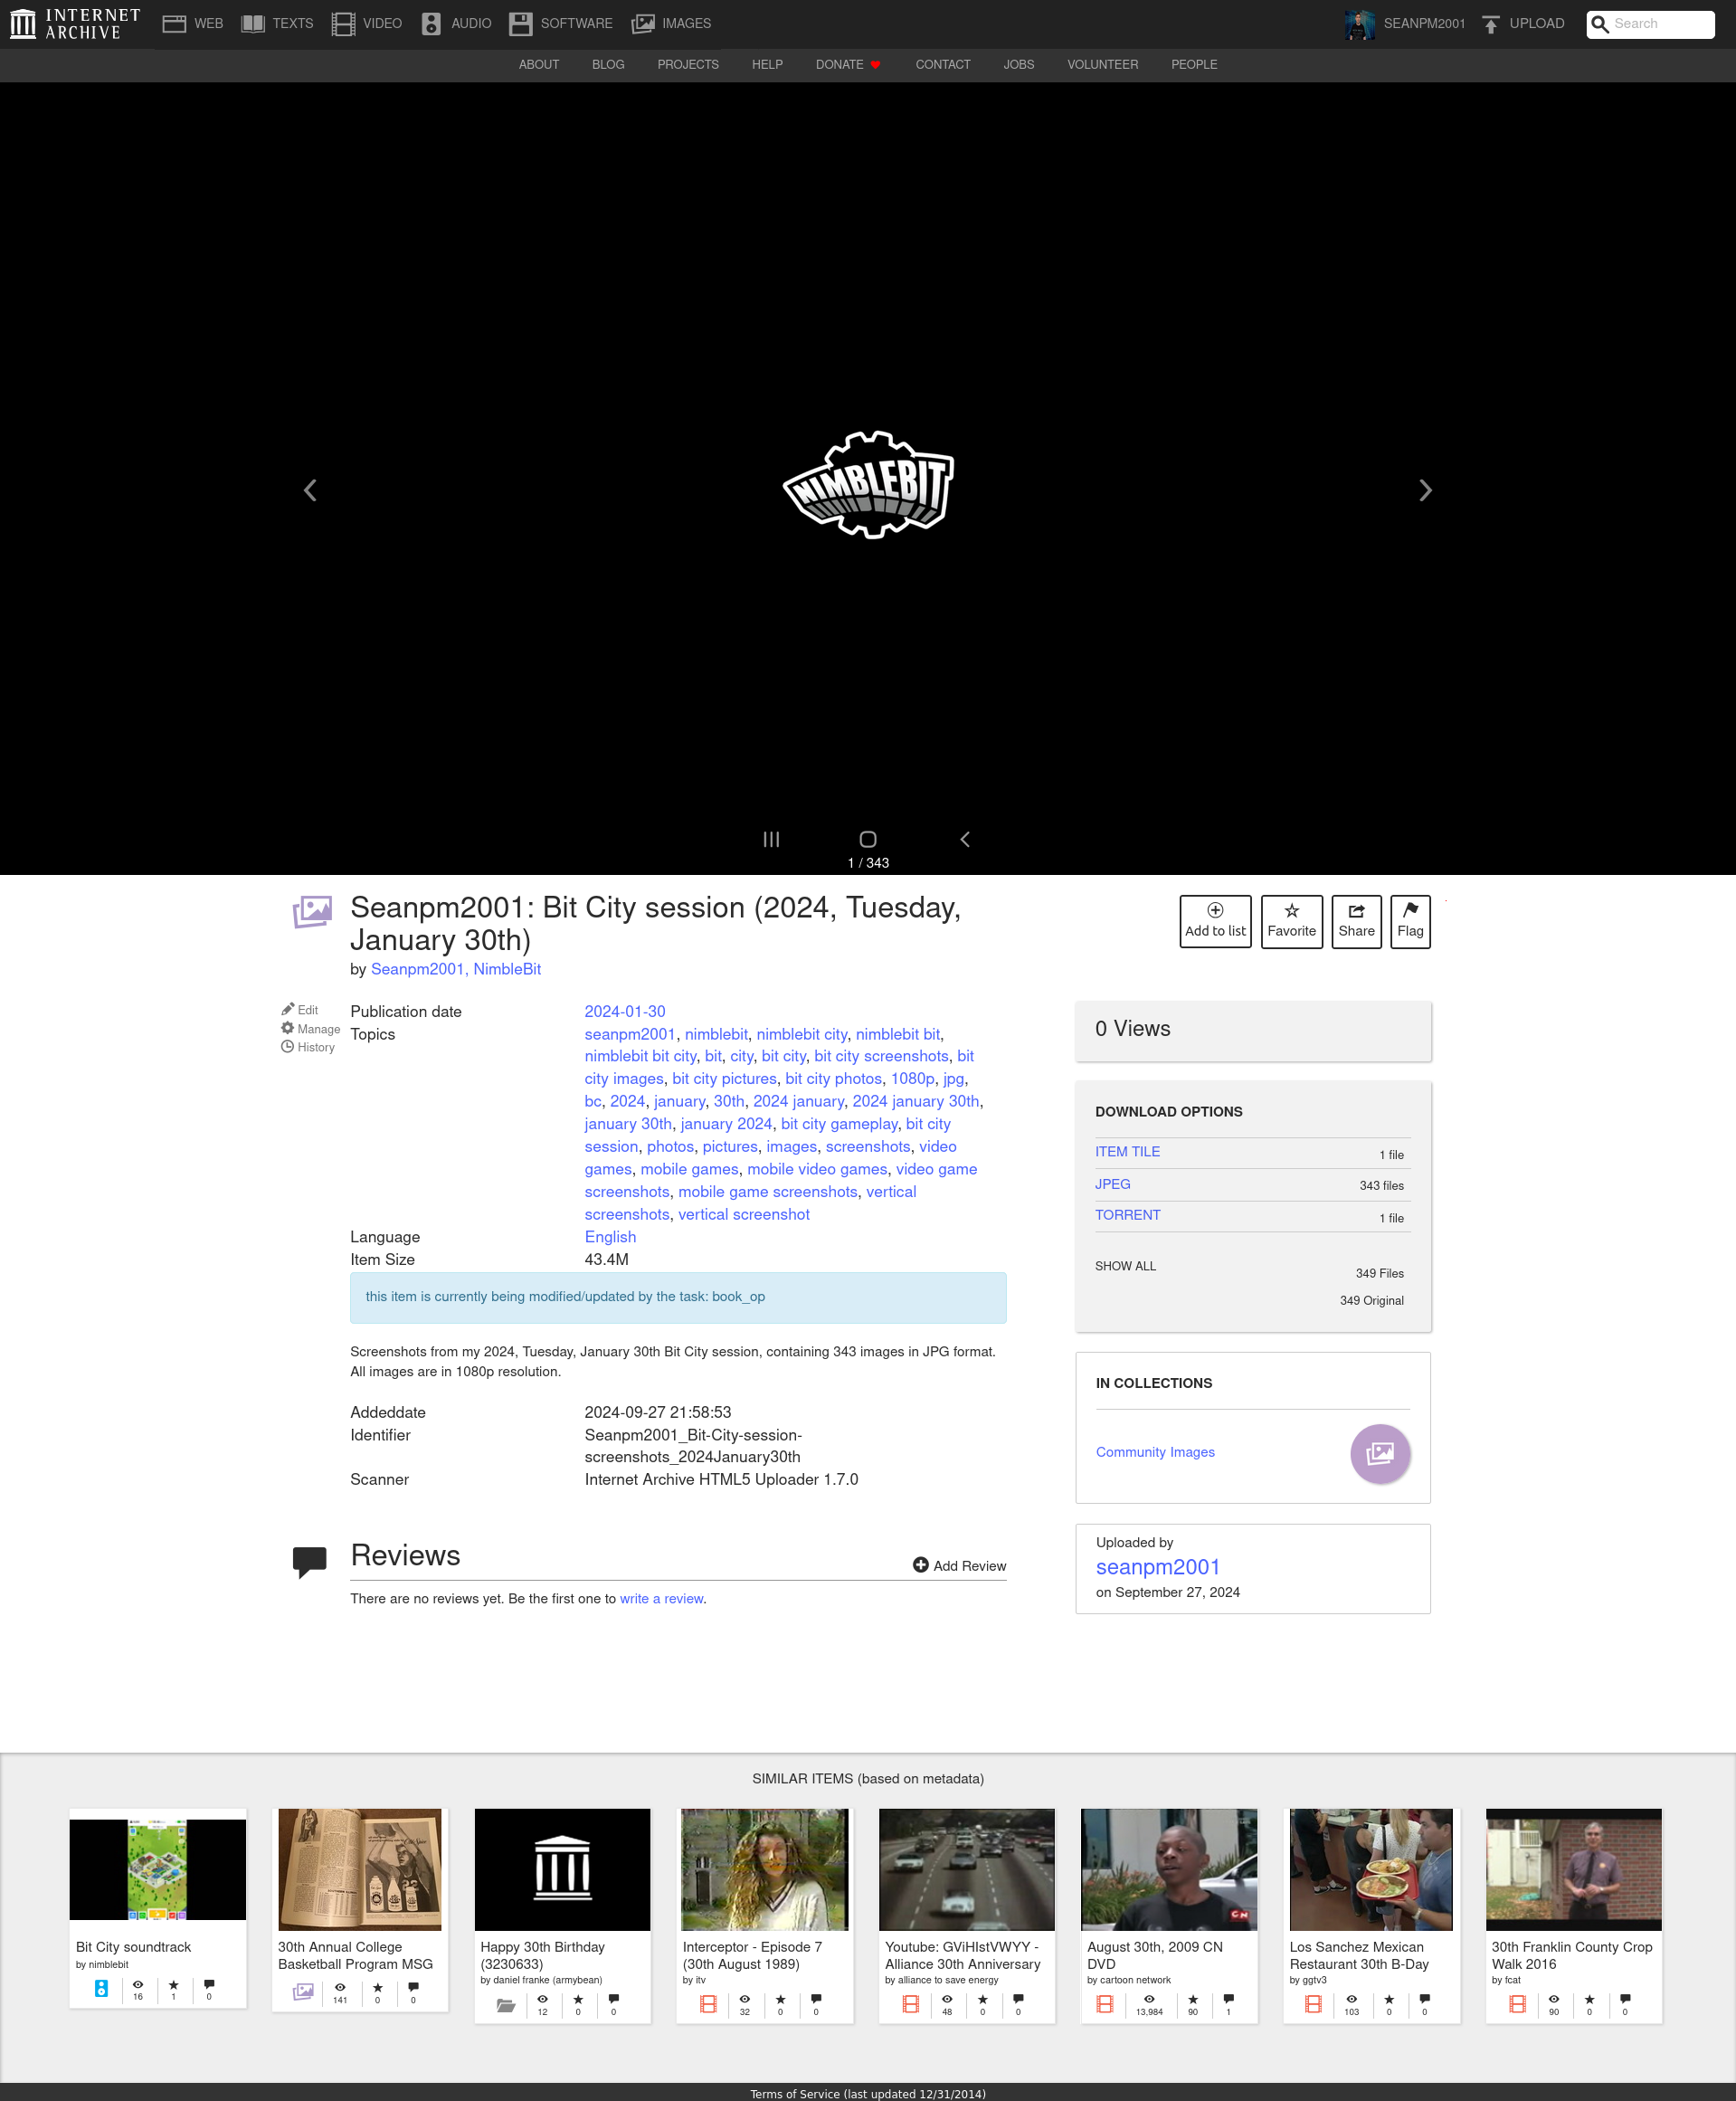 INTERNET
ARCHIVE
WEB TEXTS VIDEO AUDIO SOFTWARE IMAGES SEANPM2001 UPLOAD Search
ABOUT BLOG PROJECTS HELP DONATE CONTACT JOBS VOLUNTEER PEOPLE
NIMBLEBIT
1 / 343
Seanpm2001: Bit City session (2024, Tuesday,
January 30th)
by Seanpm2001, NimbleBit
Add to list Favorite Share Flag
Edit
Manage
History
Publication date 2024-01-30
Topics seanpm2001, nimblebit, nimblebit city, nimblebit bit,
nimblebit bit city, bit, city, bit city, bit city screenshots, bit
city images, bit city pictures, bit city photos, 1080p, jpg,
bc, 2024, january, 30th, 2024 january, 2024 january 30th,
january 30th, january 2024, bit city gameplay, bit city
session, photos, pictures, images, screenshots, video
games, mobile games, mobile video games, video game
screenshots, mobile game screenshots, vertical
screenshots, vertical screenshot
Language English
Item Size 43.4M
this item is currently being modified/updated by the task: book_op
Screenshots from my 2024, Tuesday, January 30th Bit City session, containing 343 images in JPG format.
All images are in 1080p resolution.
Addeddate 2024-09-27 21:58:53
Identifier Seanpm2001_Bit-City-session-
screenshots_2024January30th
Scanner Internet Archive HTML5 Uploader 1.7.0
Reviews
Add Review
There are no reviews yet. Be the first one to write a review.
0 Views
DOWNLOAD OPTIONS
ITEM TILE 1 file
JPEG 343 files
TORRENT 1 file
SHOW ALL 349 Files
349 Original
IN COLLECTIONS
Community Images
Uploaded by
seanpm2001
on September 27, 2024
SIMILAR ITEMS (based on metadata)
Bit City soundtrack
by nimblebit
16 1 0
30th Annual College
Basketball Program MSG
141 0 0
Happy 30th Birthday
(3230633)
by daniel franke (armybean)
12 0 0
Interceptor - Episode 7
(30th August 1989)
by itv
32 0 0
Youtube: GViHIstVWYY -
Alliance 30th Anniversary
by alliance to save energy
48 0 0
CN
August 30th, 2009 CN
DVD
by cartoon network
13,984 90 1
Los Sanchez Mexican
Restaurant 30th B-Day
by ggtv3
103 0 0
30th Franklin County Crop
Walk 2016
by fcat
90 0 0
Terms of Service (last updated 12/31/2014)